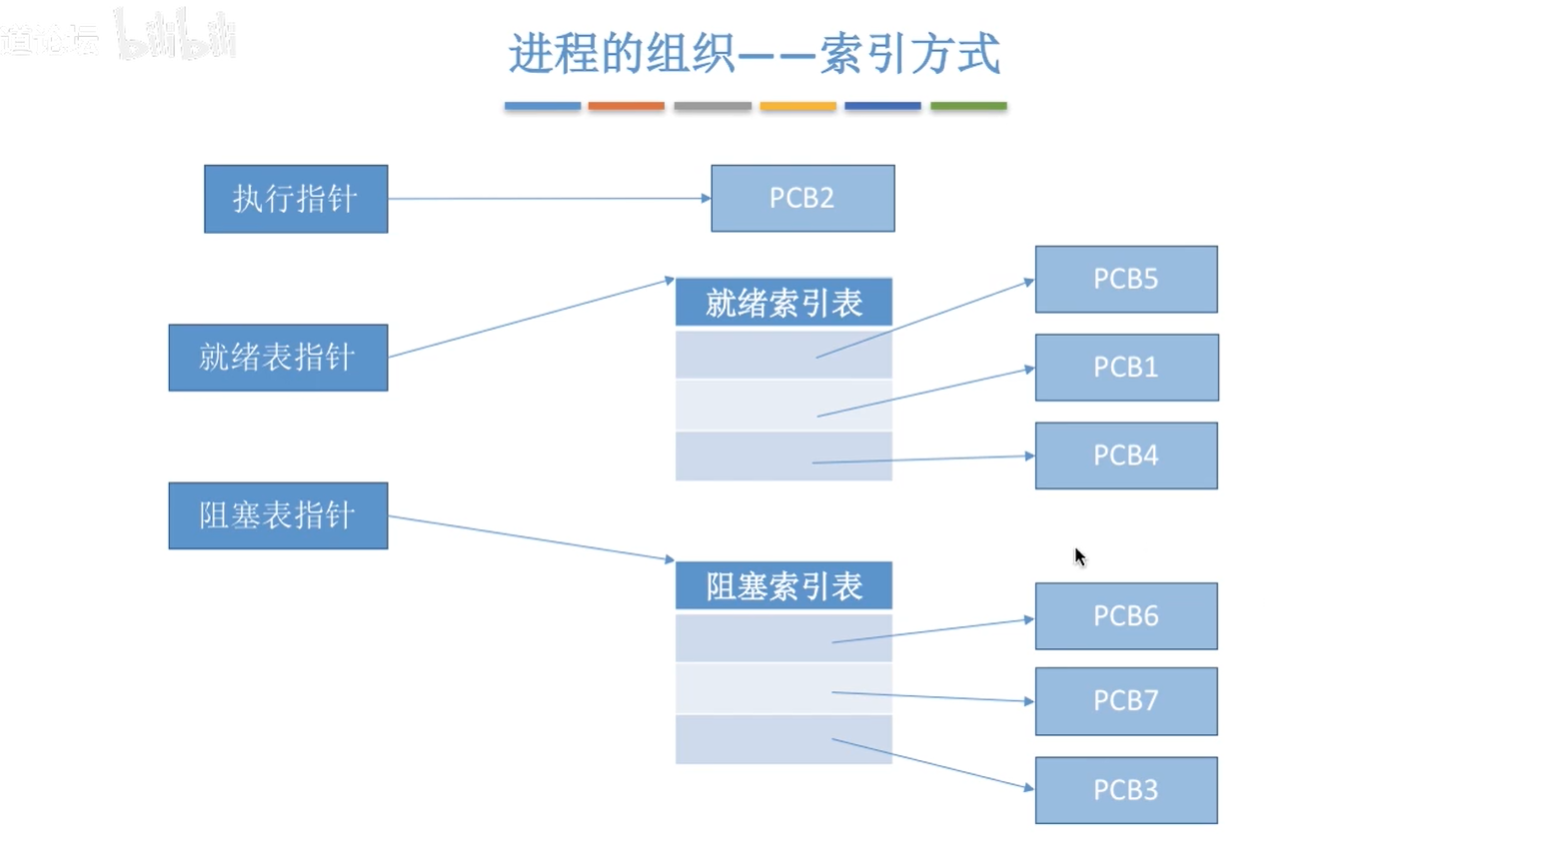 道论坛 bilibili
进程的组织——索引方式
执行指针
PCB2
就绪表指针
就绪索引表
PCB5
PCB1
PCB4
阻塞表指针
阻塞索引表
PCB6
PCB7
PCB3